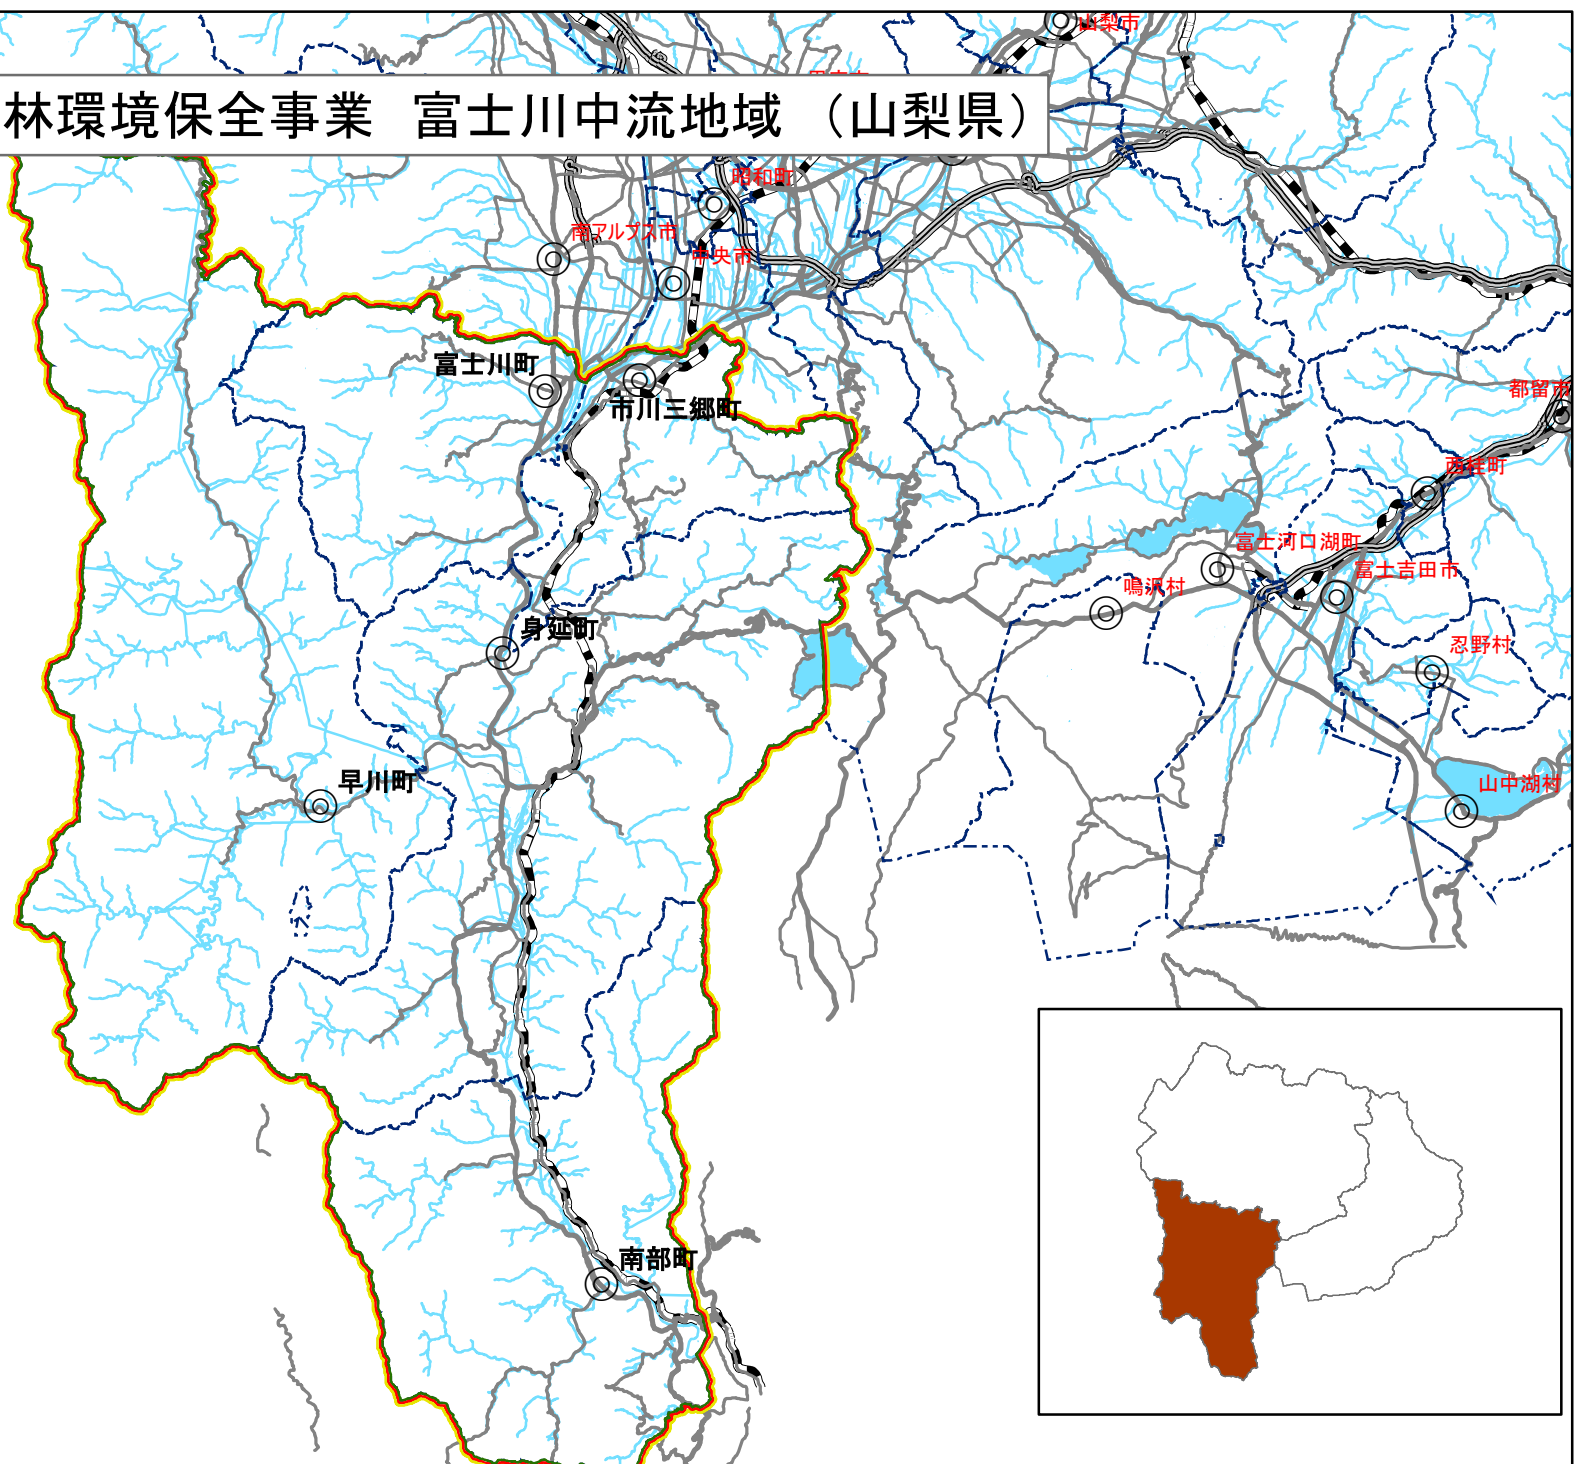 山梨市
林環境保全事業　富士川中流地域　（山梨県）
昭和町
南アルプス市
中央市
富士川町
市川三郷町
都留市
西桂町
富士河口湖町
富士吉田市
鳴沢村
身延町
忍野村
早川町
山中湖村
南部町